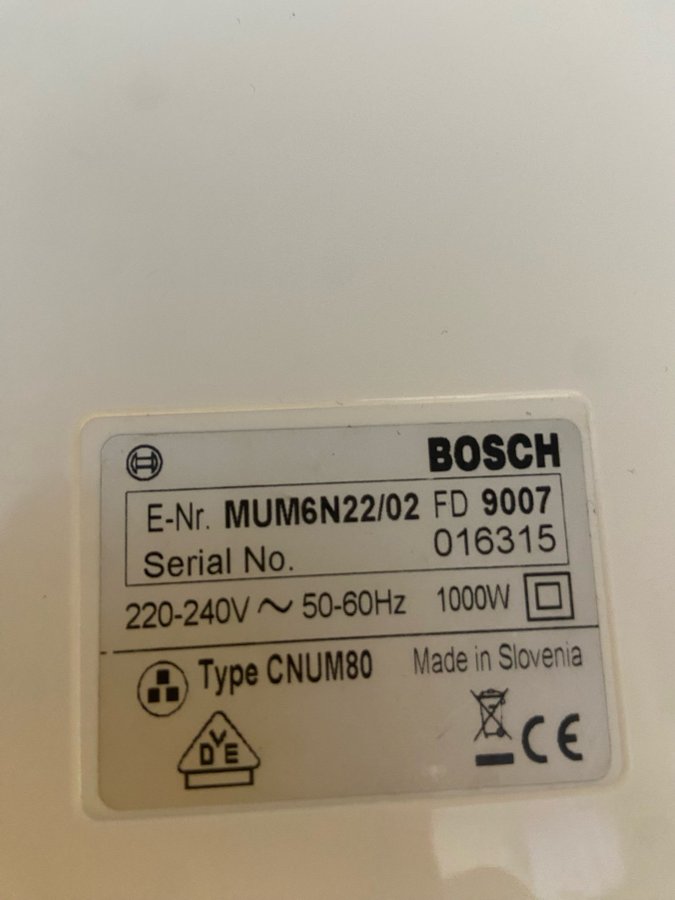 BOSCH
E-Nr. MUM6N22/02 FD 9007
Serial No. 016315
220-240V ~ 50-60Hz 1000W
Type CNUM80 Made in Slovenia
VDE
CE